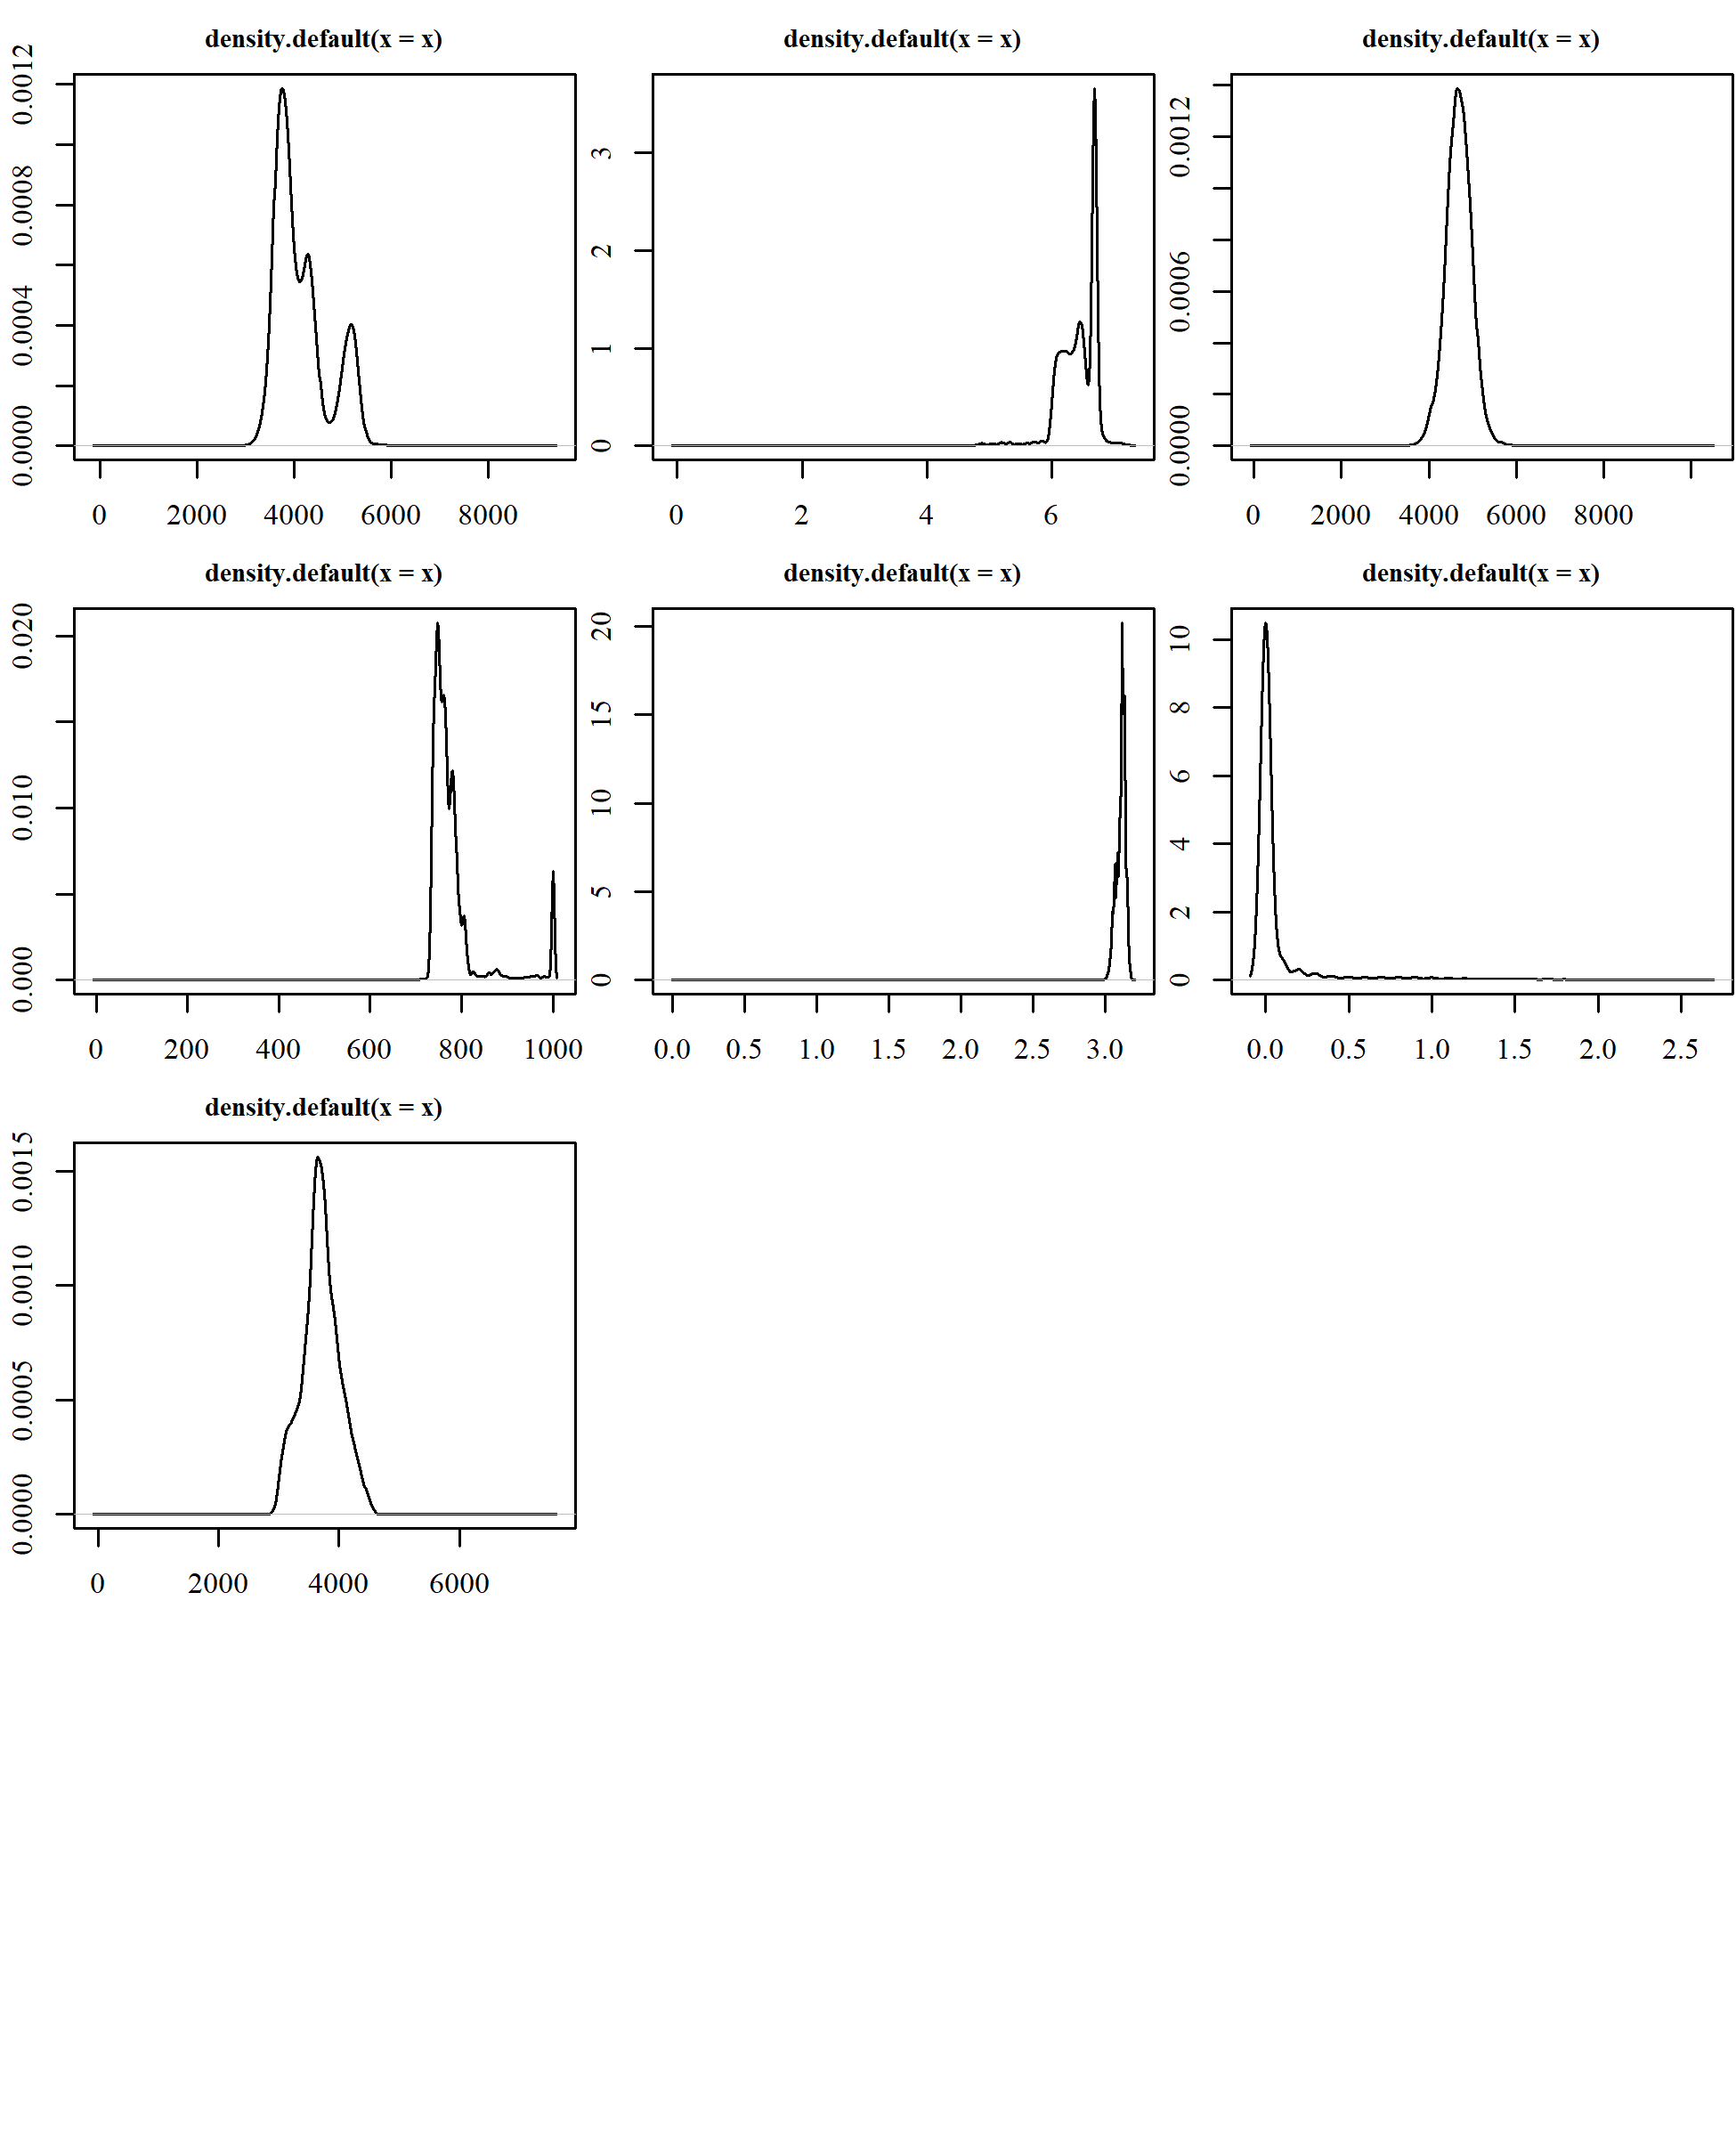 density.default(x = x)
0.0000 0.0004 0.0008 0.0012
0 2000 4000 6000 8000
density.default(x = x)
0 1 2 3
0 2 4 6
density.default(x = x)
0.0000 0.0006 0.0012
0 2000 4000 6000 8000
density.default(x = x)
0.000 0.010 0.020
0 200 400 600 800 1000
density.default(x = x)
0 5 10 15 20
0.0 0.5 1.0 1.5 2.0 2.5 3.0
density.default(x = x)
0 2 4 6 8 10
0.0 0.5 1.0 1.5 2.0 2.5
density.default(x = x)
0.0000 0.0005 0.0010 0.0015
0 2000 4000 6000